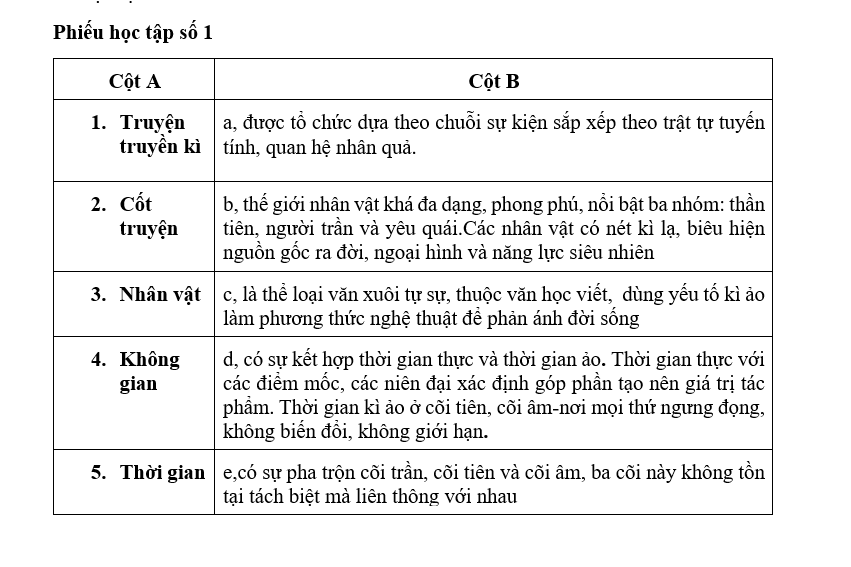 Phiếu học tập số 1
Cột A
Cột B
1. Truyện
truyền kì
a, được tổ chức dựa theo chuỗi sự kiện sắp xếp theo trật tự tuyến
tính, quan hệ nhân quả.
2. Cốt
truyện
b, thế giới nhân vật khá đa dạng, phong phú, nổi bật ba nhóm: thần
tiên, người trần và yêu quái.Các nhân vật có nét kì lạ, biêu hiện
nguồn gốc ra đời, ngoại hình và năng lực siêu nhiên
3. Nhân vật
c, là thể loại văn xuôi tự sự, thuộc văn học viết, dùng yếu tố kì ảo
làm phương thức nghệ thuật để phản ánh đời sống
4. Không
gian
d, có sự kết hợp thời gian thực và thời gian ảo. Thời gian thực với
các điểm mốc, các niên đại xác định góp phần tạo nên giá trị tác
phẩm. Thời gian kì ảo ở cõi tiên, cõi âm-nơi mọi thứ ngưng đọng,
không biến đổi, không giới hạn.
5. Thời gian
e,có sự pha trộn cõi trần, cõi tiên và cõi âm, ba cõi này không tồn
tại tách biệt mà liên thông với nhau